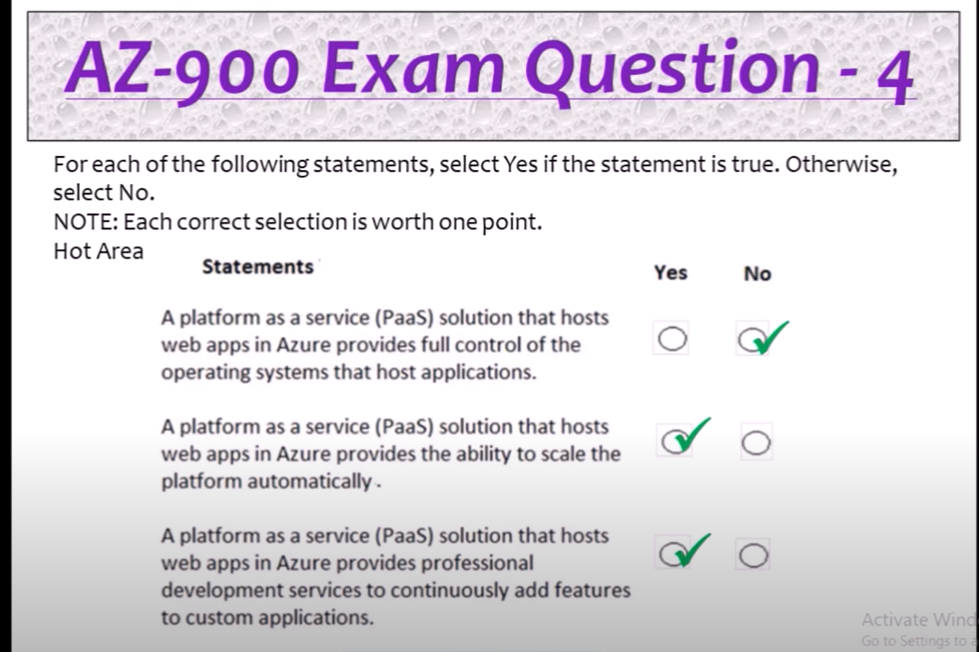 AZ-900 Exam Question - 4
For each of the following statements, select Yes if the statement is true. Otherwise,
select No.
NOTE: Each correct selection is worth one point.
Hot Area
Statements Yes No
A platform as a service (PaaS) solution that hosts
web apps in Azure provides full control of the
operating systems that host applications.
A platform as a service (PaaS) solution that hosts
web apps in Azure provides the ability to scale the
platform automatically.
A platform as a service (PaaS) solution that hosts
web apps in Azure provides professional
development services to continuously add features
to custom applications.
Activate Wind
Go to Settings to a